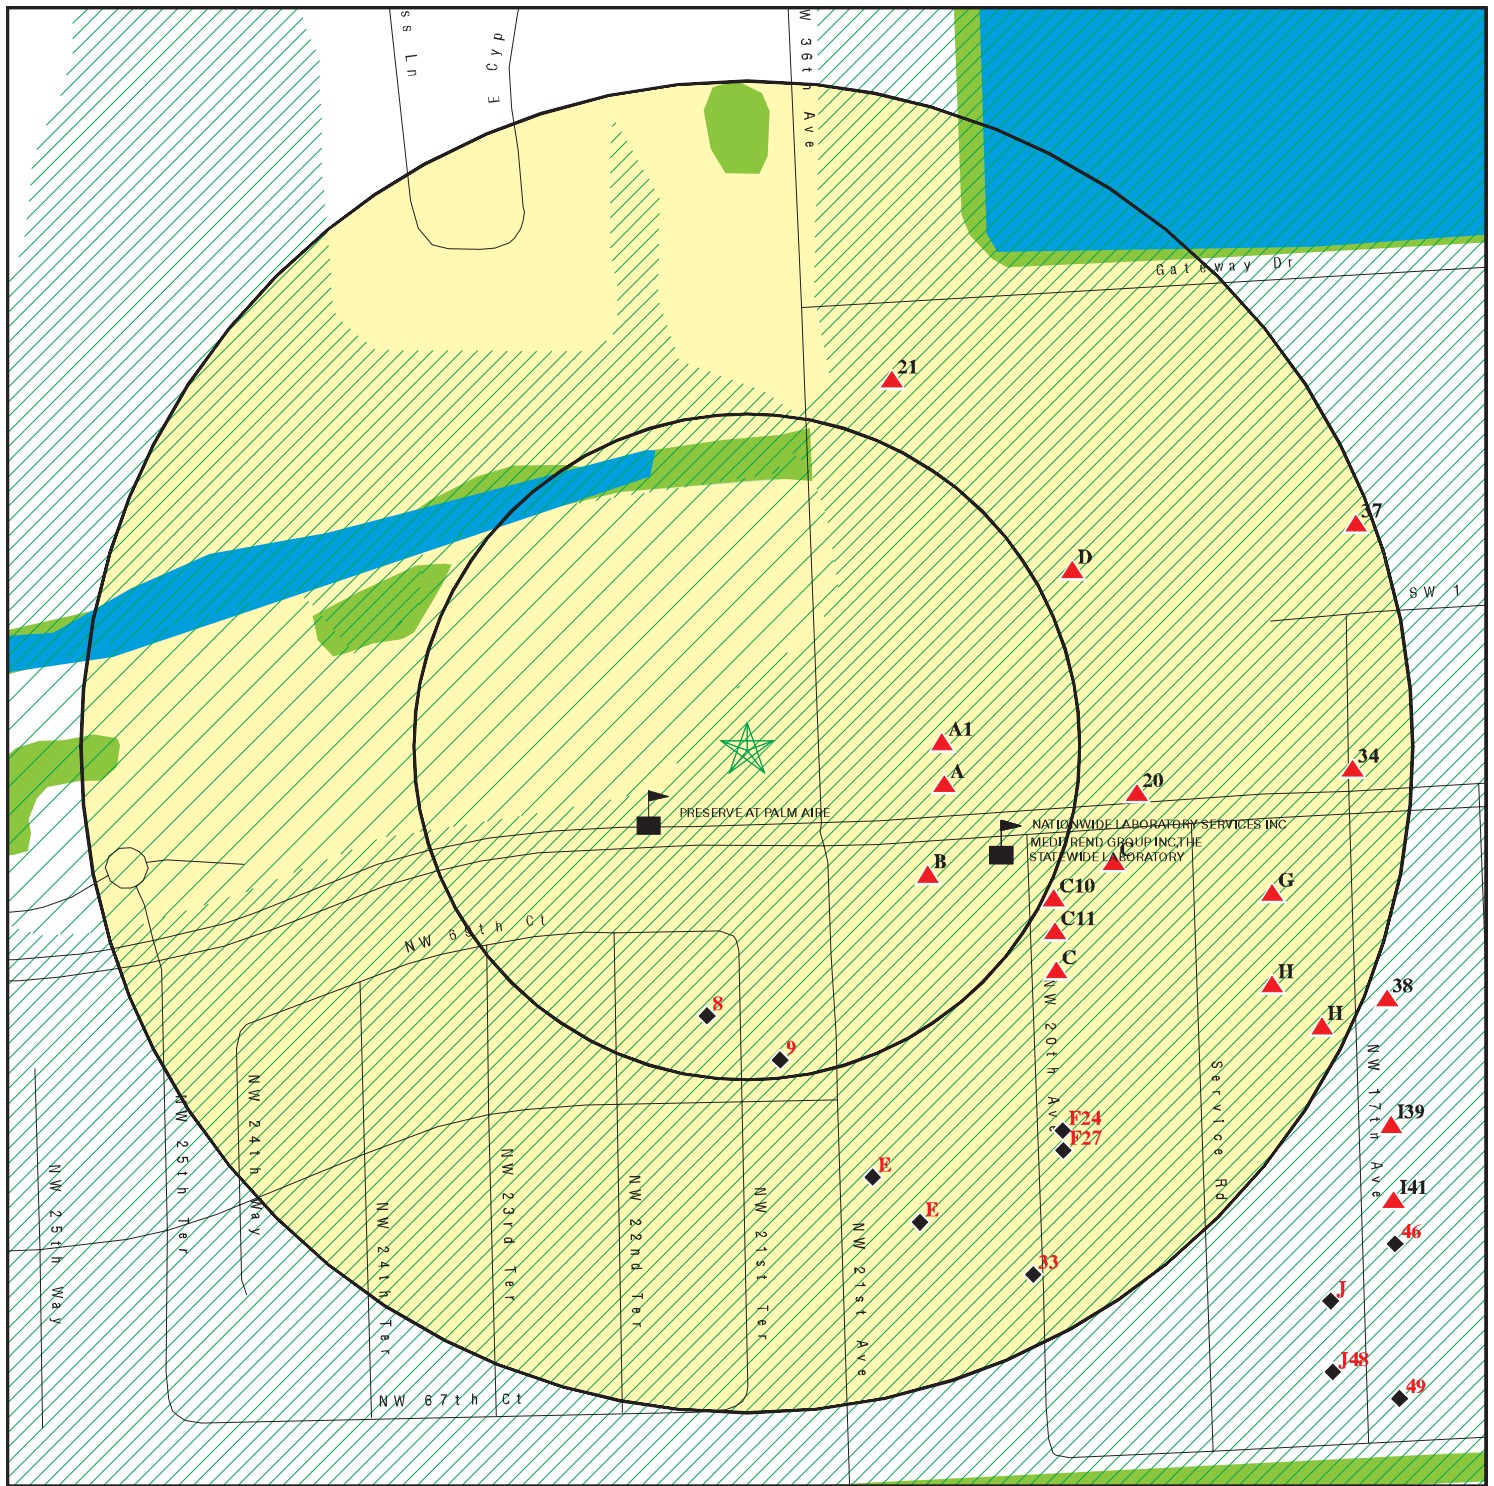 ss Ln
E Cyp
W 36th Ave
Gateway Dr
21
37
D
SW 1
A1
34
A
20
PRESERVE AT PALM AIRE
NATIONWIDE LABORATORY SERVICES INC
MEDITREND GROUP INC,THE
STATEWIDE LABORATORY
C
B
G
C10
NW 69th Ct
C11
C
H
38
8
H
NW 20th Ave
9
NW 17th Ave
Service Rd
NW 25th Ter
NW 24th Way
F24
I39
F27
NW 25th Way
NW 23rd Ter
E
NW 22nd Ter
I41
NW 21st Ter
NW 24th Ter
E
NW 21st Ave
46
33
J
J48
NW 67th Ct
49